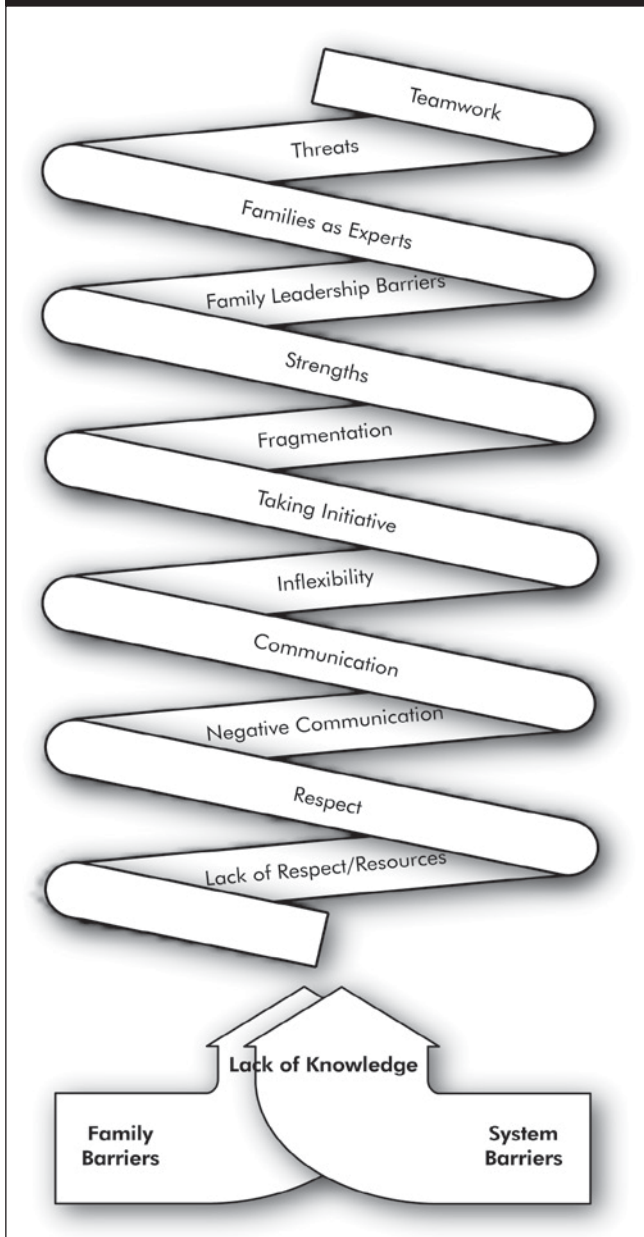 Teamwork
Threats
Families as Experts
Family Leadership Barriers
Strengths
Fragmentation
Taking Initiative
Inflexibility
Communication
Negative Communication
Respect
Lack of Respect/Resources
Lack of Knowledge
Family
Barriers
System
Barriers